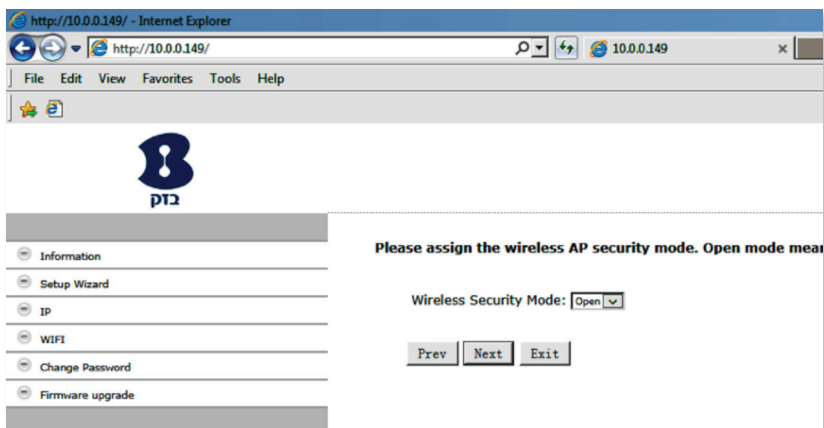 http://10.0.0.149/ - Internet Explorer
http://10.0.0.149/
10.0.0.149
File Edit View Favorites Tools Help
בזק
Information
Setup Wizard
IP
WIFI
Change Password
Firmware upgrade
Please assign the wireless AP security mode. Open mode mean
Wireless Security Mode: Open
Prev Next Exit